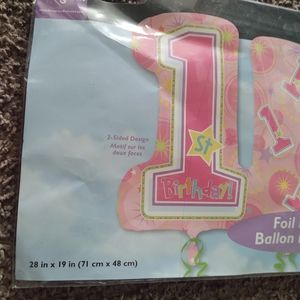 1
St
Birthday!
2-Sided Design
Motif sur les
deux faces
Foil
Ballon
28 in x 19 in (71 cm x 48 cm)